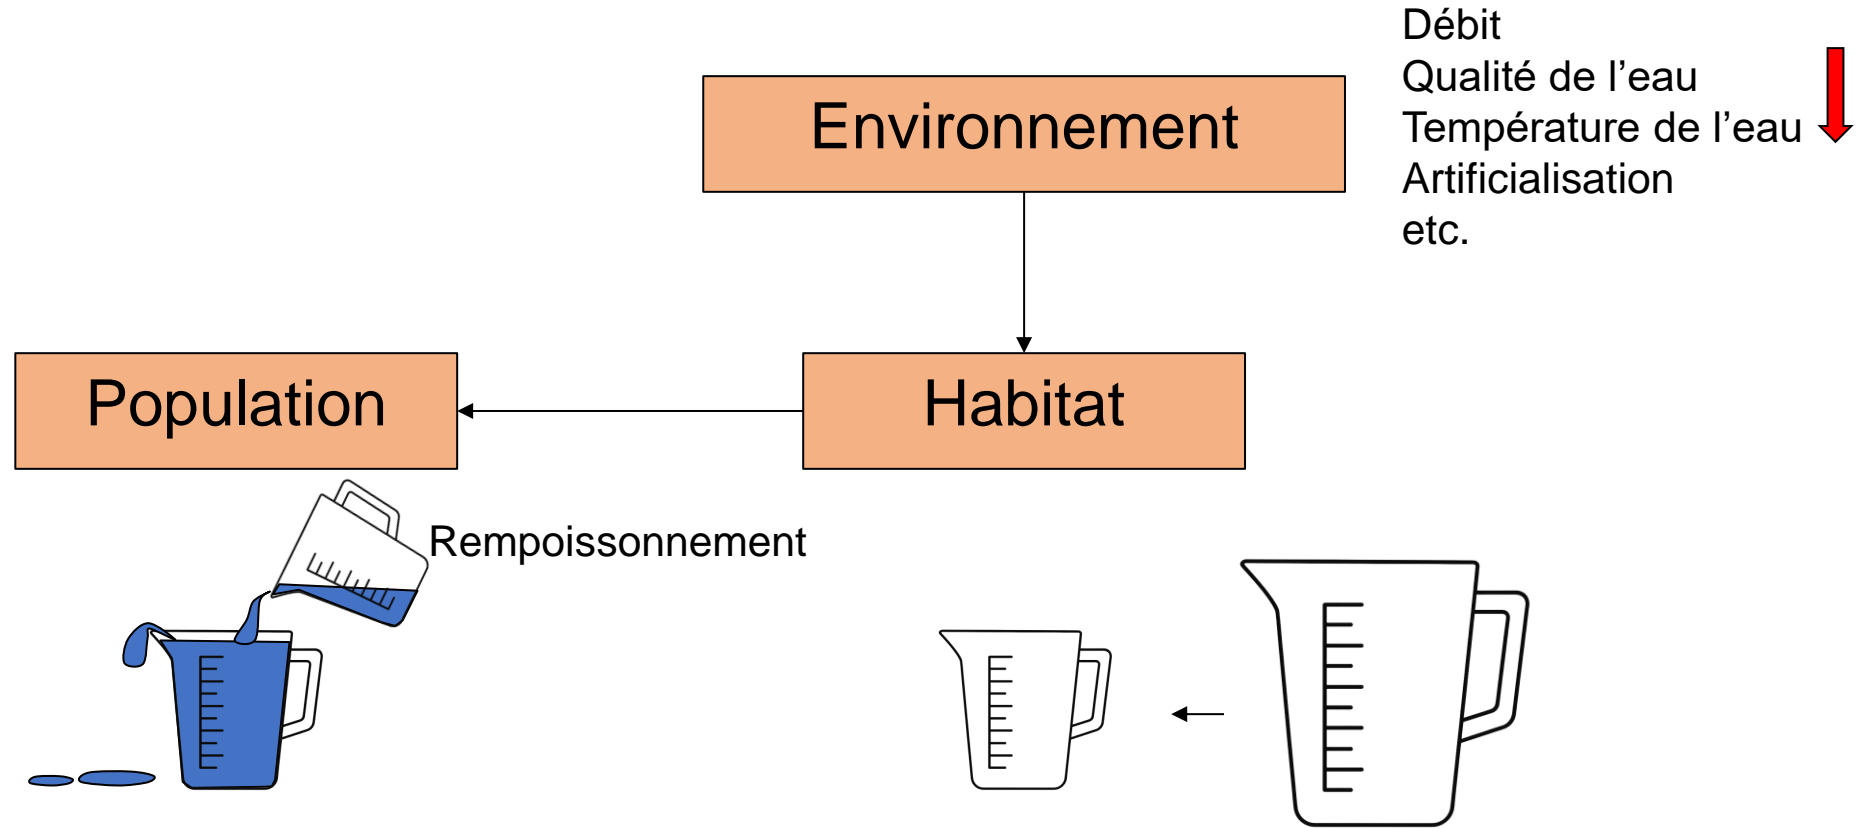 Débit
Qualité de l’eau
Température de l’eau
Artificialisation
etc.
Environnement
Population
Habitat
Rempoissonnement